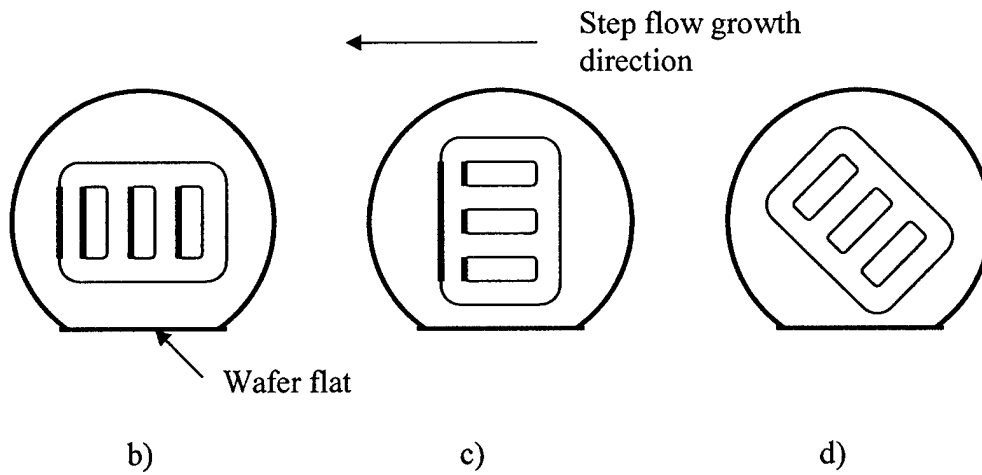 Step flow growth
direction
Wafer flat
b)
c)
d)